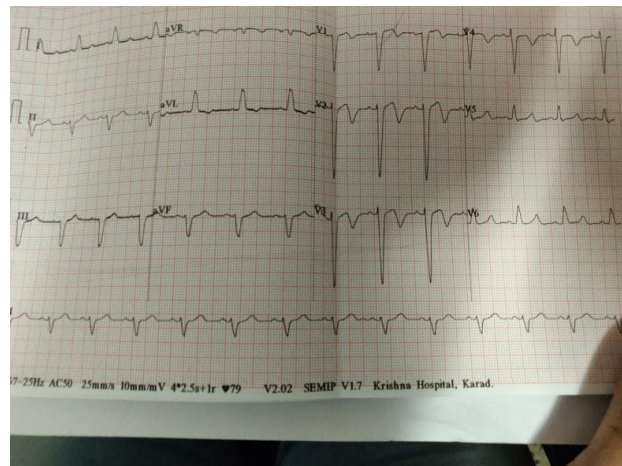 I aVR V1 V4
II aVL V2 V5
III aVF V3 V6
I
7~25Hz AC50 25mm/s 10mm/mV 4*2.5s+1r ♥79 V2.02 SEMIP V1.7 Krishna Hospital, Karad.